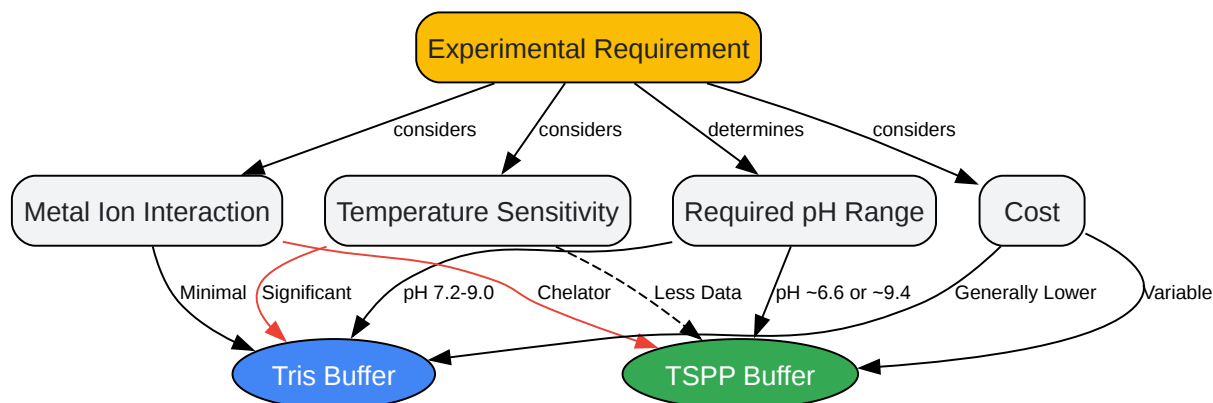 Experimental Requirement
considers
considers
determines
considers
Metal Ion Interaction
Temperature Sensitivity
Required pH Range
Cost
Minimal
Significant
pH 7.2-9.0
Chelator
Less Data
pH ~6.6 or ~9.4
Generally Lower
Variable
Tris Buffer
TSPP Buffer